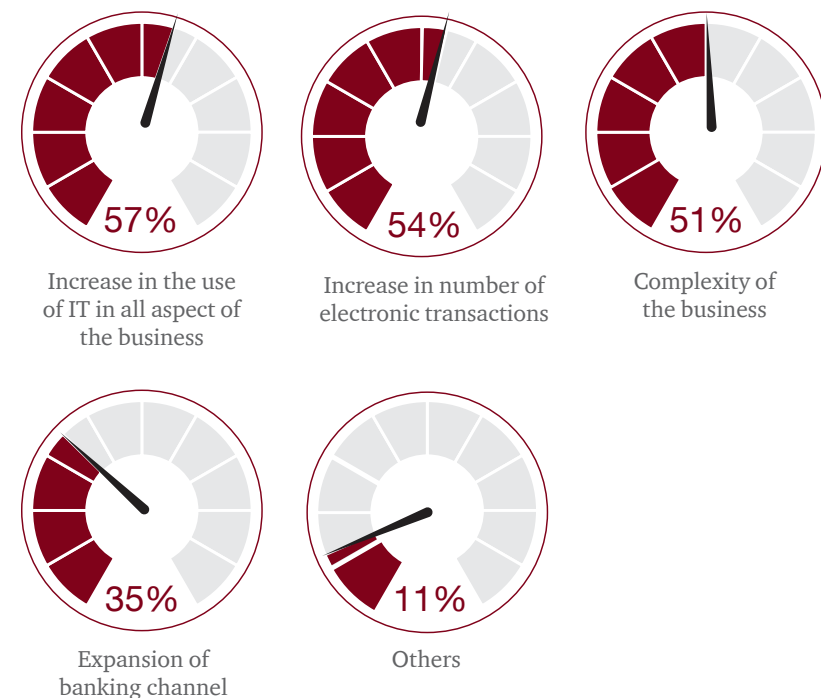 57%
Increase in the use
of IT in all aspect of
the business
54%
Increase in number of
electronic transactions
51%
Complexity of
the business
35%
Expansion of
banking channel
11%
Others